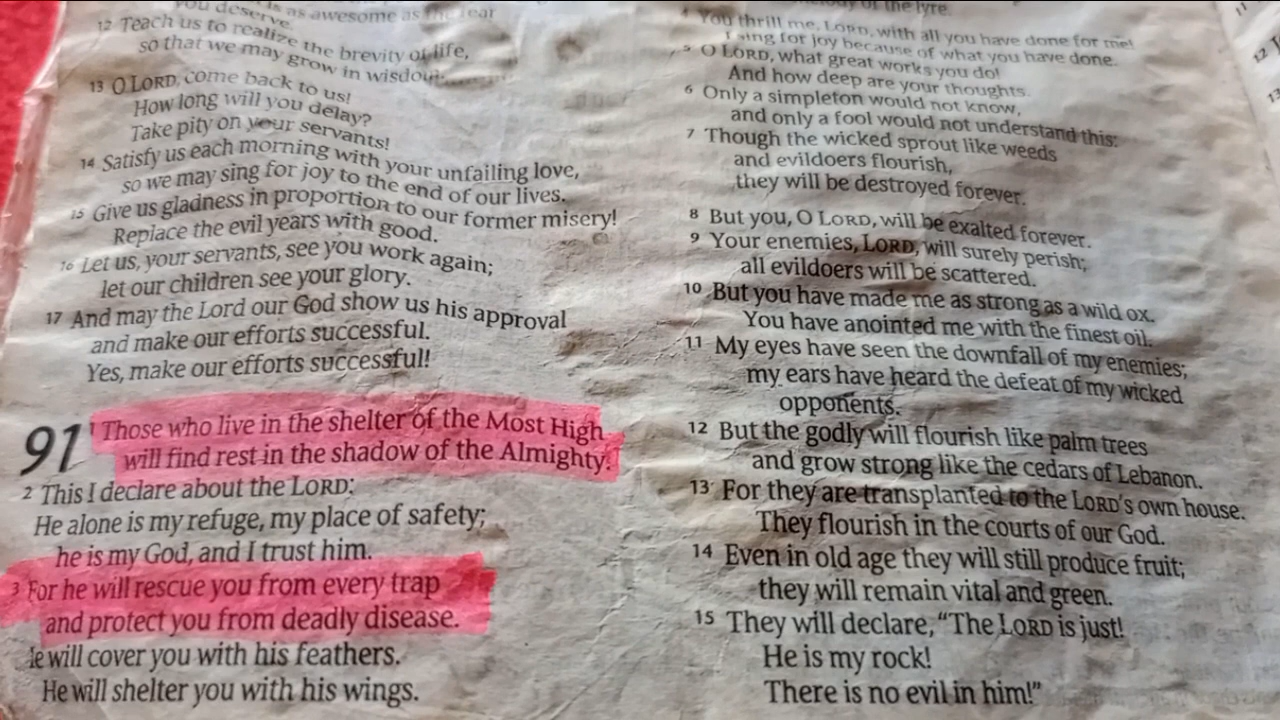 you deserve.
is as awesome as the fear
12 Teach us to realize the brevity of life,
so that we may grow in wisdom.
13 O LORD, come back to us!
How long will you delay?
Take pity on your servants!
14 Satisfy us each morning with your unfailing love,
so we may sing for joy to the end of our lives.
15 Give us gladness in proportion to our former misery!
Replace the evil years with good.
16 Let us, your servants, see you work again;
let our children see your glory.
17 And may the Lord our God show us his approval
and make our efforts successful.
Yes, make our efforts successful!
91
1 Those who live in the shelter of the Most High
will find rest in the shadow of the Almighty.
2 This I declare about the LORD:
He alone is my refuge, my place of safety;
he is my God, and I trust him.
3 For he will rescue you from every trap
and protect you from deadly disease.
He will cover you with his feathers.
He will shelter you with his wings.
of the lyre.
4 You thrill me, LORD, with all you have done for me!
I sing for joy because of what you have done.
5 O LORD, what great works you do!
And how deep are your thoughts.
6 Only a simpleton would not know,
and only a fool would not understand this:
7 Though the wicked sprout like weeds
and evildoers flourish,
they will be destroyed forever.
8 But you, O LORD, will be exalted forever.
9 Your enemies, LORD, will surely perish;
all evildoers will be scattered.
10 But you have made me as strong as a wild ox.
You have anointed me with the finest oil.
11 My eyes have seen the downfall of my enemies;
my ears have heard the defeat of my wicked
opponents.
12 But the godly will flourish like palm trees
and grow strong like the cedars of Lebanon.
13 For they are transplanted to the LORD's own house.
They flourish in the courts of our God.
14 Even in old age they will still produce fruit;
they will remain vital and green.
15 They will declare, “The LORD is just!
He is my rock!
There is no evil in him!”
11
12
13